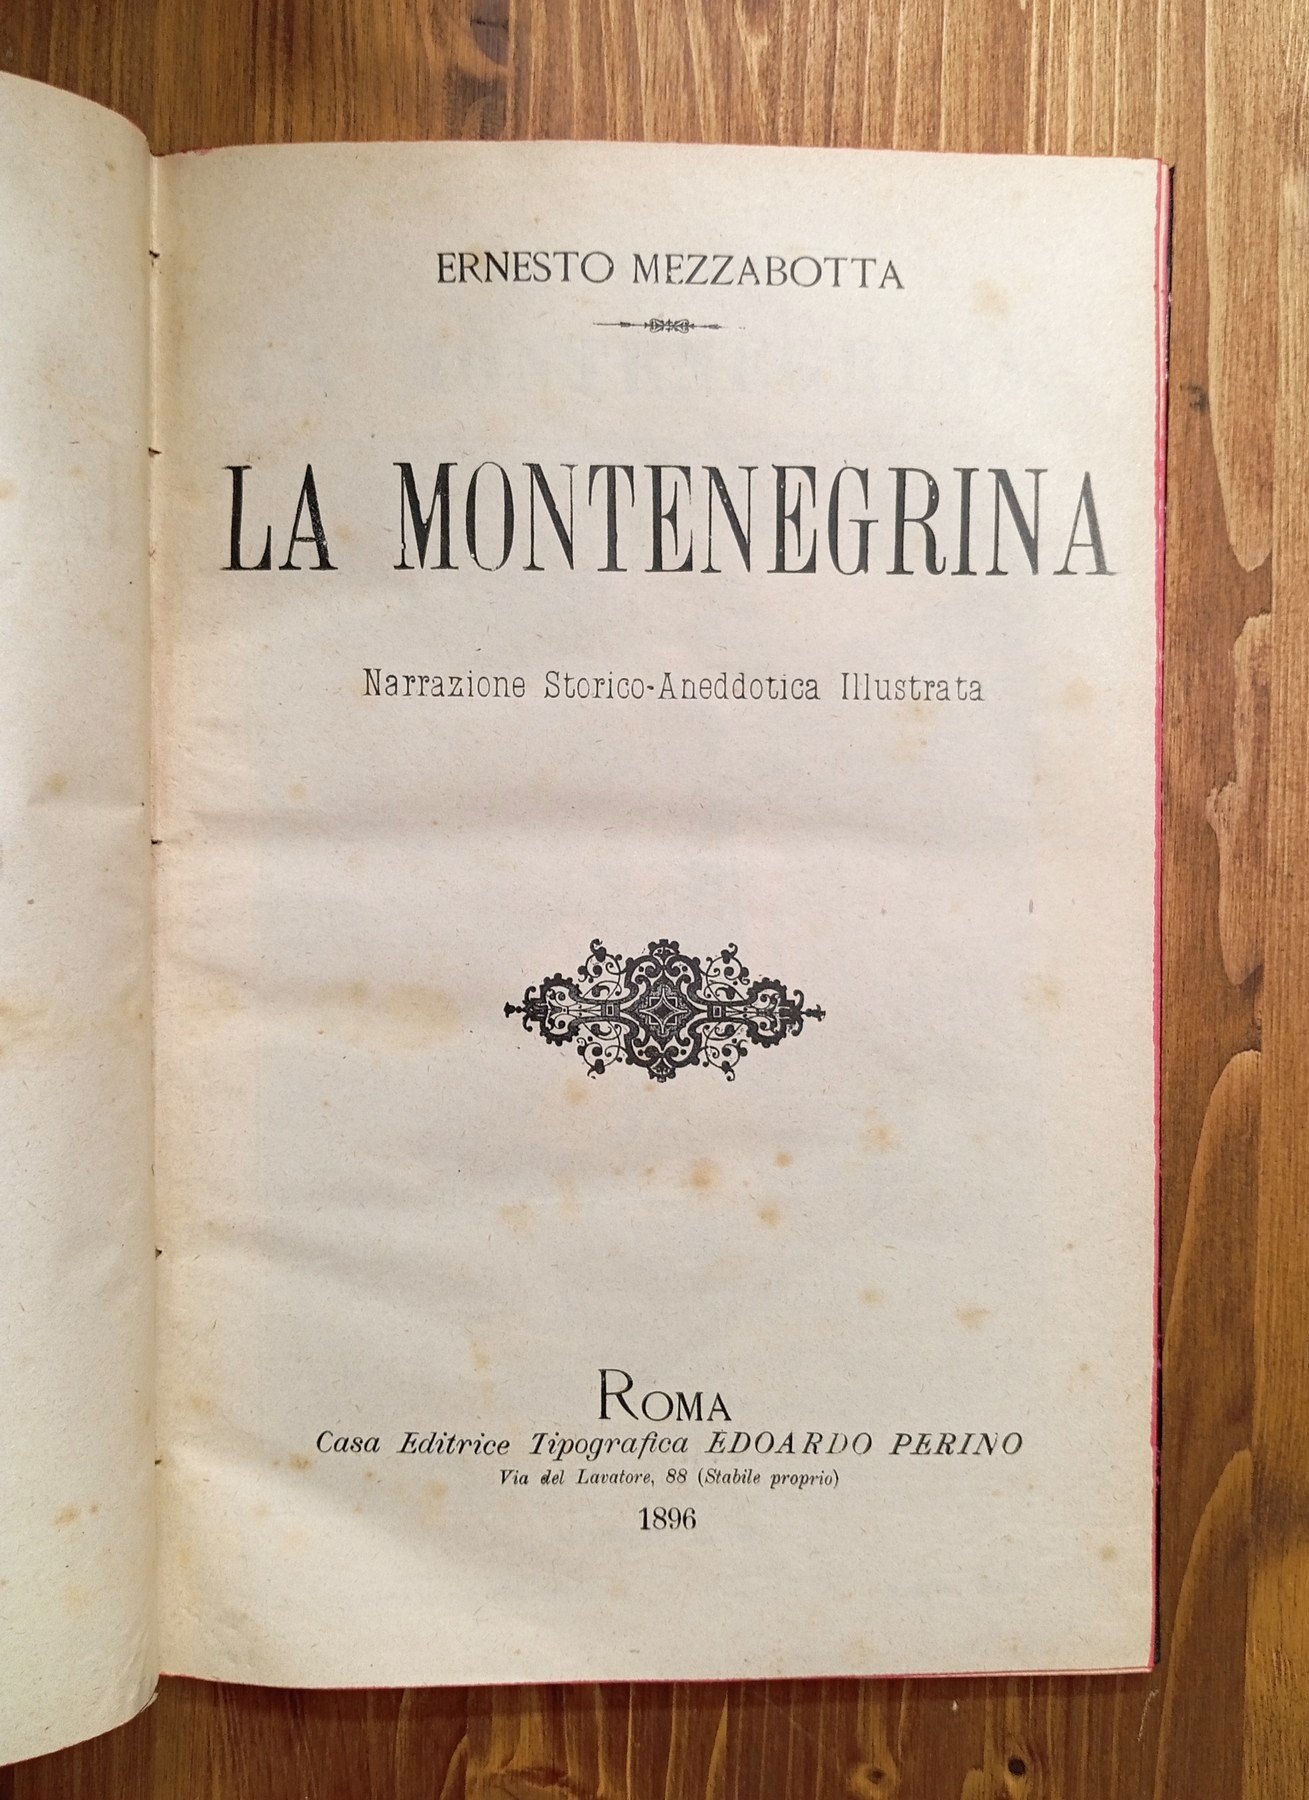 ERNESTO MEZZABOTTA
LA MONTENEGRINA
Narrazione Storico-Aneddotica Illustrata
ROMA
Casa Editrice Tipografica EDOARDO PERINO
Via del Lavatore, 88 (Stabile proprio)
1896